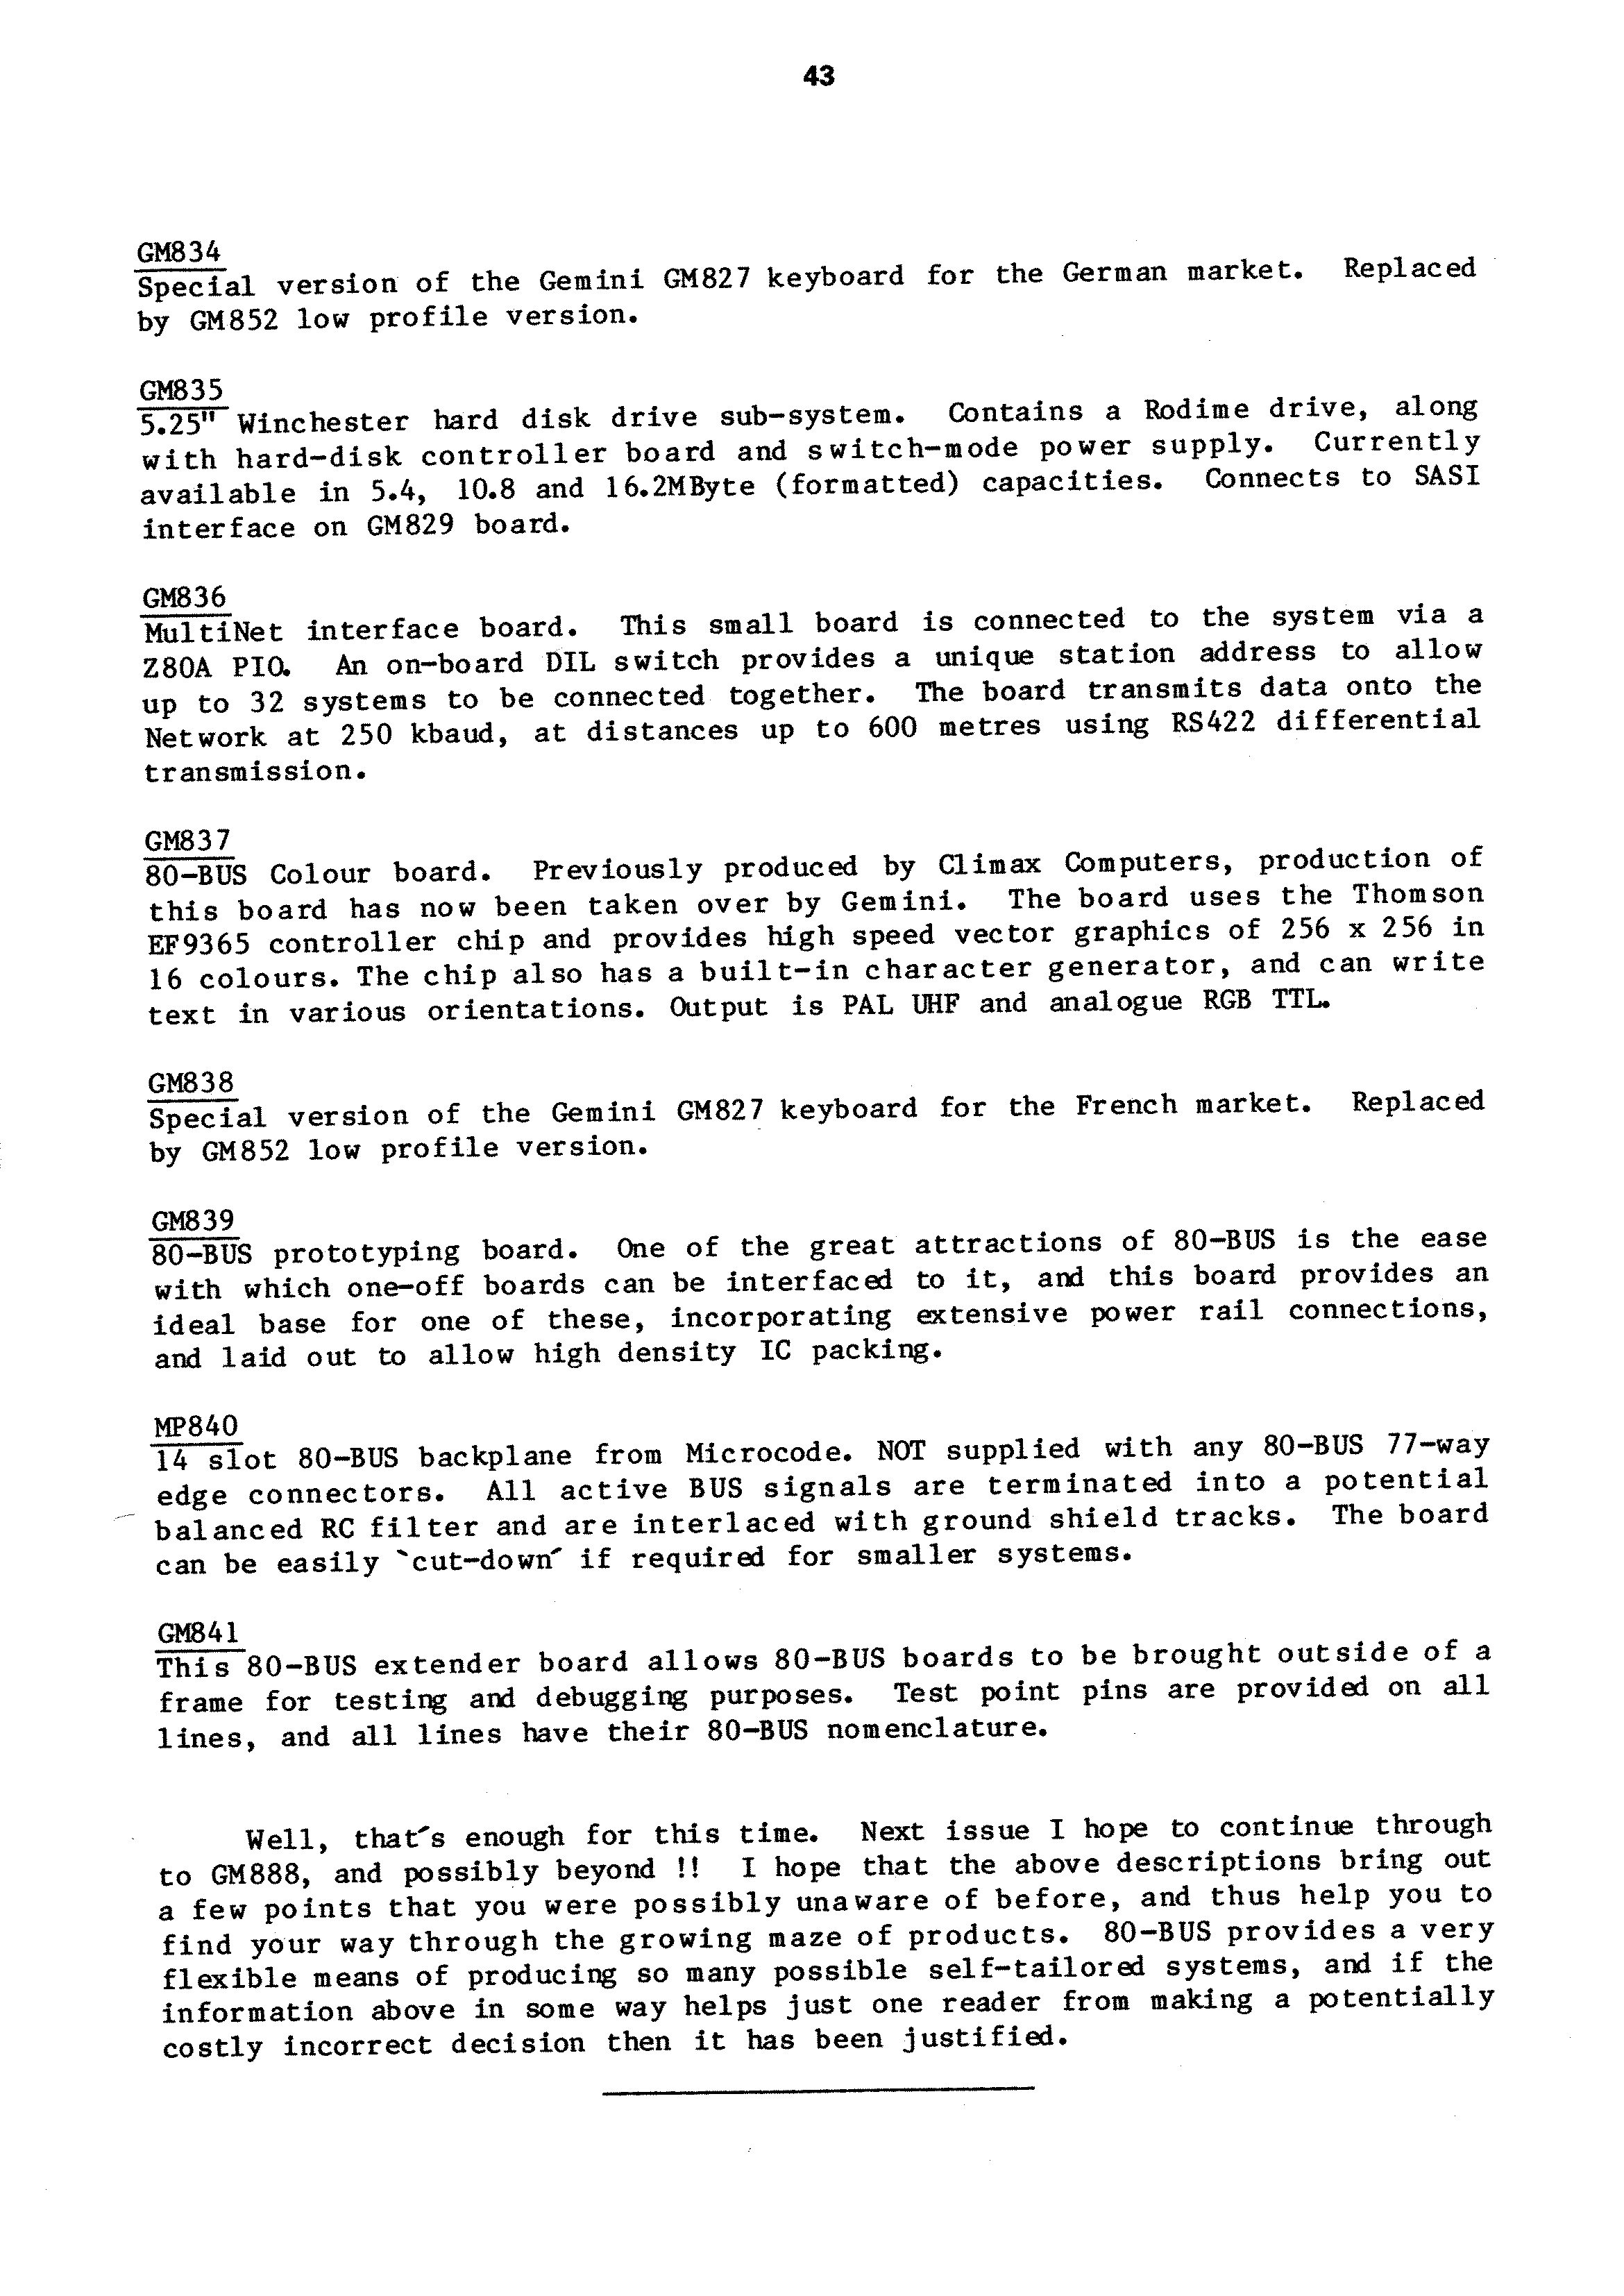 43
GM834
Special version of the Gemini GM827 keyboard for the German market. Replaced
by GM852 low profile version.
GM835
5.25" Winchester hard disk drive sub-system. Contains a Rodime drive, along
with hard-disk controller board and switch-mode power supply. Currently
available in 5.4, 10.8 and 16.2MByte (formatted) capacities. Connects to SASI
interface on GM829 board.
GM836
MultiNet interface board. This small board is connected to the system via a
Z80A PIO. An on-board DIL switch provides a unique station address to allow
up to 32 systems to be connected together. The board transmits data onto the
Network at 250 kbaud, at distances up to 600 metres using RS422 differential
transmission.
GM837
80-BUS Colour board. Previously produced by Climax Computers, production of
this board has now been taken over by Gemini. The board uses the Thomson
EF9365 controller chip and provides high speed vector graphics of 256 x 256 in
16 colours. The chip also has a built-in character generator, and can write
text in various orientations. Output is PAL UHF and analogue RGB TTL.
GM838
Special version of the Gemini GM827 keyboard for the French market. Replaced
by GM852 low profile version.
GM839
80-BUS prototyping board. One of the great attractions of 80-BUS is the ease
with which one-off boards can be interfaced to it, and this board provides an
ideal base for one of these, incorporating extensive power rail connections,
and laid out to allow high density IC packing.
MP840
14 slot 80-BUS backplane from Microcode. NOT supplied with any 80-BUS 77-way
edge connectors. All active BUS signals are terminated into a potential
balanced RC filter and are interlaced with ground shield tracks. The board
can be easily `cut-down´ if required for smaller systems.
GM841
This 80-BUS extender board allows 80-BUS boards to be brought outside of a
frame for testing and debugging purposes. Test point pins are provided on all
lines, and all lines have their 80-BUS nomenclature.
Well, that´s enough for this time. Next issue I hope to continue through
to GM888, and possibly beyond !! I hope that the above descriptions bring out
a few points that you were possibly unaware of before, and thus help you to
find your way through the growing maze of products. 80-BUS provides a very
flexible means of producing so many possible self-tailored systems, and if the
information above in some way helps just one reader from making a potentially
costly incorrect decision then it has been justified.